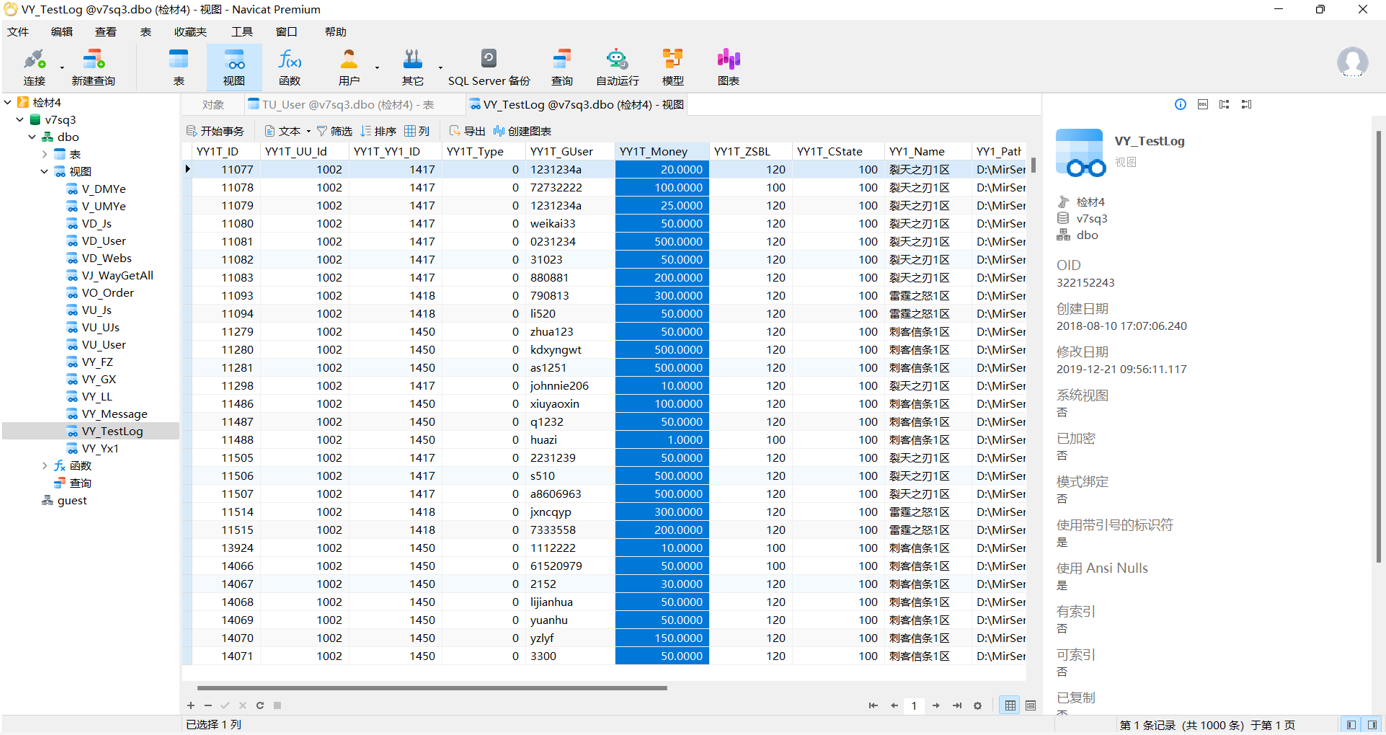 VY_TestLog @v7sq3.dbo (检材4) - 视图 - Navicat Premium
文件 编辑 查看 表 收藏夹 工具 窗口 帮助
连接 新建查询 表 视图 函数 用户 其它 SQL Server 备份 查询 自动运行 模型 图表
检材4
v7sq3
dbo
表
视图
V_DMYe
V_UMYe
VD_Js
VD_User
VD_Webs
VJ_WayGetAll
VO_Order
VU_Js
VU_UJs
VU_User
VY_FZ
VY_GX
VY_LL
VY_Message
VY_TestLog
VY_Yx1
函数
查询
guest
对象 TU_User @v7sq3.dbo (检材4) - 表 VY_TestLog @v7sq3.dbo (检材4) - 视图
开始事务 文本 筛选 排序 列 导出 创建图表
YY1T_ID YY1T_UU_Id YY1T_YY1_ID YY1T_Type YY1T_GUser YY1T_Money YY1T_ZSBL YY1T_CState YY1_Name YY1_Path
11077 1002 1417 0 1231234a 20.0000 120 100 裂天之刃1区 D:\MirSer
11078 1002 1417 0 72732222 100.0000 100 100 裂天之刃1区 D:\MirSer
11079 1002 1417 0 1231234a 25.0000 120 100 裂天之刃1区 D:\MirSer
11080 1002 1417 0 weikai33 50.0000 120 100 裂天之刃1区 D:\MirSer
11081 1002 1417 0 0231234 500.0000 120 100 裂天之刃1区 D:\MirSer
11082 1002 1417 0 31023 50.0000 120 100 裂天之刃1区 D:\MirSer
11083 1002 1417 0 880881 200.0000 120 100 裂天之刃1区 D:\MirSer
11093 1002 1418 0 790813 300.0000 120 100 雷霆之怒1区 D:\MirSer
11094 1002 1418 0 li520 50.0000 120 100 雷霆之怒1区 D:\MirSer
11279 1002 1450 0 zhua123 50.0000 120 100 刺客信条1区 D:\MirSer
11280 1002 1450 0 kdxyngwt 500.0000 120 100 刺客信条1区 D:\MirSer
11281 1002 1450 0 as1251 500.0000 120 100 刺客信条1区 D:\MirSer
11298 1002 1417 0 johnnie206 10.0000 120 100 裂天之刃1区 D:\MirSer
11486 1002 1450 0 xiuyaoxin 100.0000 120 100 刺客信条1区 D:\MirSer
11487 1002 1450 0 q1232 50.0000 120 100 刺客信条1区 D:\MirSer
11488 1002 1450 0 huazi 1.0000 100 100 刺客信条1区 D:\MirSer
11505 1002 1417 0 2231239 50.0000 120 100 裂天之刃1区 D:\MirSer
11506 1002 1417 0 s510 500.0000 120 100 裂天之刃1区 D:\MirSer
11507 1002 1417 0 a8606963 500.0000 120 100 裂天之刃1区 D:\MirSer
11514 1002 1418 0 jxncqyp 300.0000 120 100 雷霆之怒1区 D:\MirSer
11515 1002 1418 0 7333558 200.0000 120 100 雷霆之怒1区 D:\MirSer
13924 1002 1450 0 1112222 10.0000 100 100 刺客信条1区 D:\MirSer
14066 1002 1450 0 61520979 50.0000 100 100 刺客信条1区 D:\MirSer
14067 1002 1450 0 2152 30.0000 120 100 刺客信条1区 D:\MirSer
14068 1002 1450 0 lijianhua 50.0000 120 100 刺客信条1区 D:\MirSer
14069 1002 1450 0 yuanhu 50.0000 120 100 刺客信条1区 D:\MirSer
14070 1002 1450 0 yzlyf 150.0000 120 100 刺客信条1区 D:\MirSer
14071 1002 1450 0 3300 50.0000 120 100 刺客信条1区 D:\MirSer
1
已选择 1 列
第 1 条记录 (共 1000 条) 于第 1 页
VY_TestLog
视图
检材4
v7sq3
dbo
OID
322152243
创建日期
2018-08-10 17:07:06.240
修改日期
2019-12-21 09:56:11.117
系统视图
否
已加密
否
模式绑定
否
使用带引号的标识符
是
使用 Ansi Nulls
是
有索引
否
可索引
否
已复制